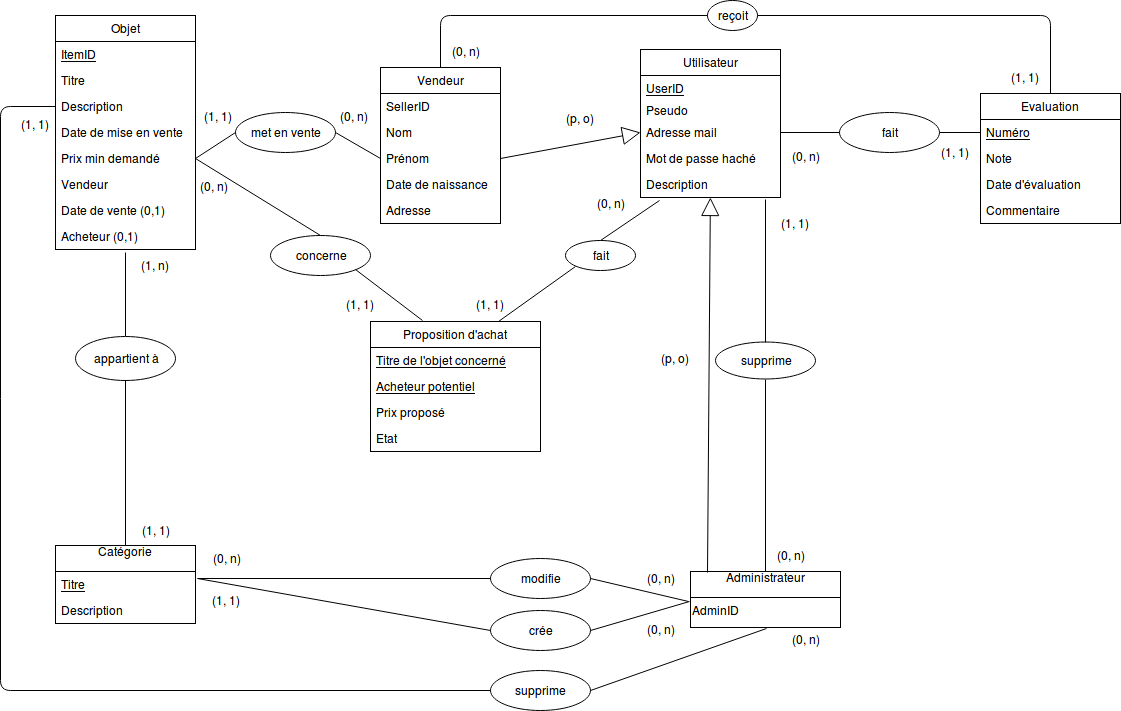 reçoit
Objet
ItemID
Titre
Description
Date de mise en vente
Prix min demandé
Vendeur
Date de vente (0,1)
Acheteur (0,1)
(1, 1)
(1, 1)
met en vente
(0, n)
(0, n)
(0, n)
Vendeur
SellerID
Nom
Prénom
Date de naissance
Adresse
(p, o)
Utilisateur
UserID
Pseudo
Adresse mail
Mot de passe haché
Description
(0, n)
fait
(1, 1)
(1, 1)
Evaluation
Numéro
Note
Date d'évaluation
Commentaire
(1, n)
concerne
(1, 1)
(0, n)
fait
(1, 1)
(1, 1)
Proposition d'achat
Titre de l'objet concerné
Acheteur potentiel
Prix proposé
Etat
appartient à
(p, o)
supprime
(1, 1)
Catégorie
Titre
Description
(0, n)
(1, 1)
modifie
crée
(0, n)
(0, n)
(0, n)
Administrateur
AdminID
(0, n)
supprime